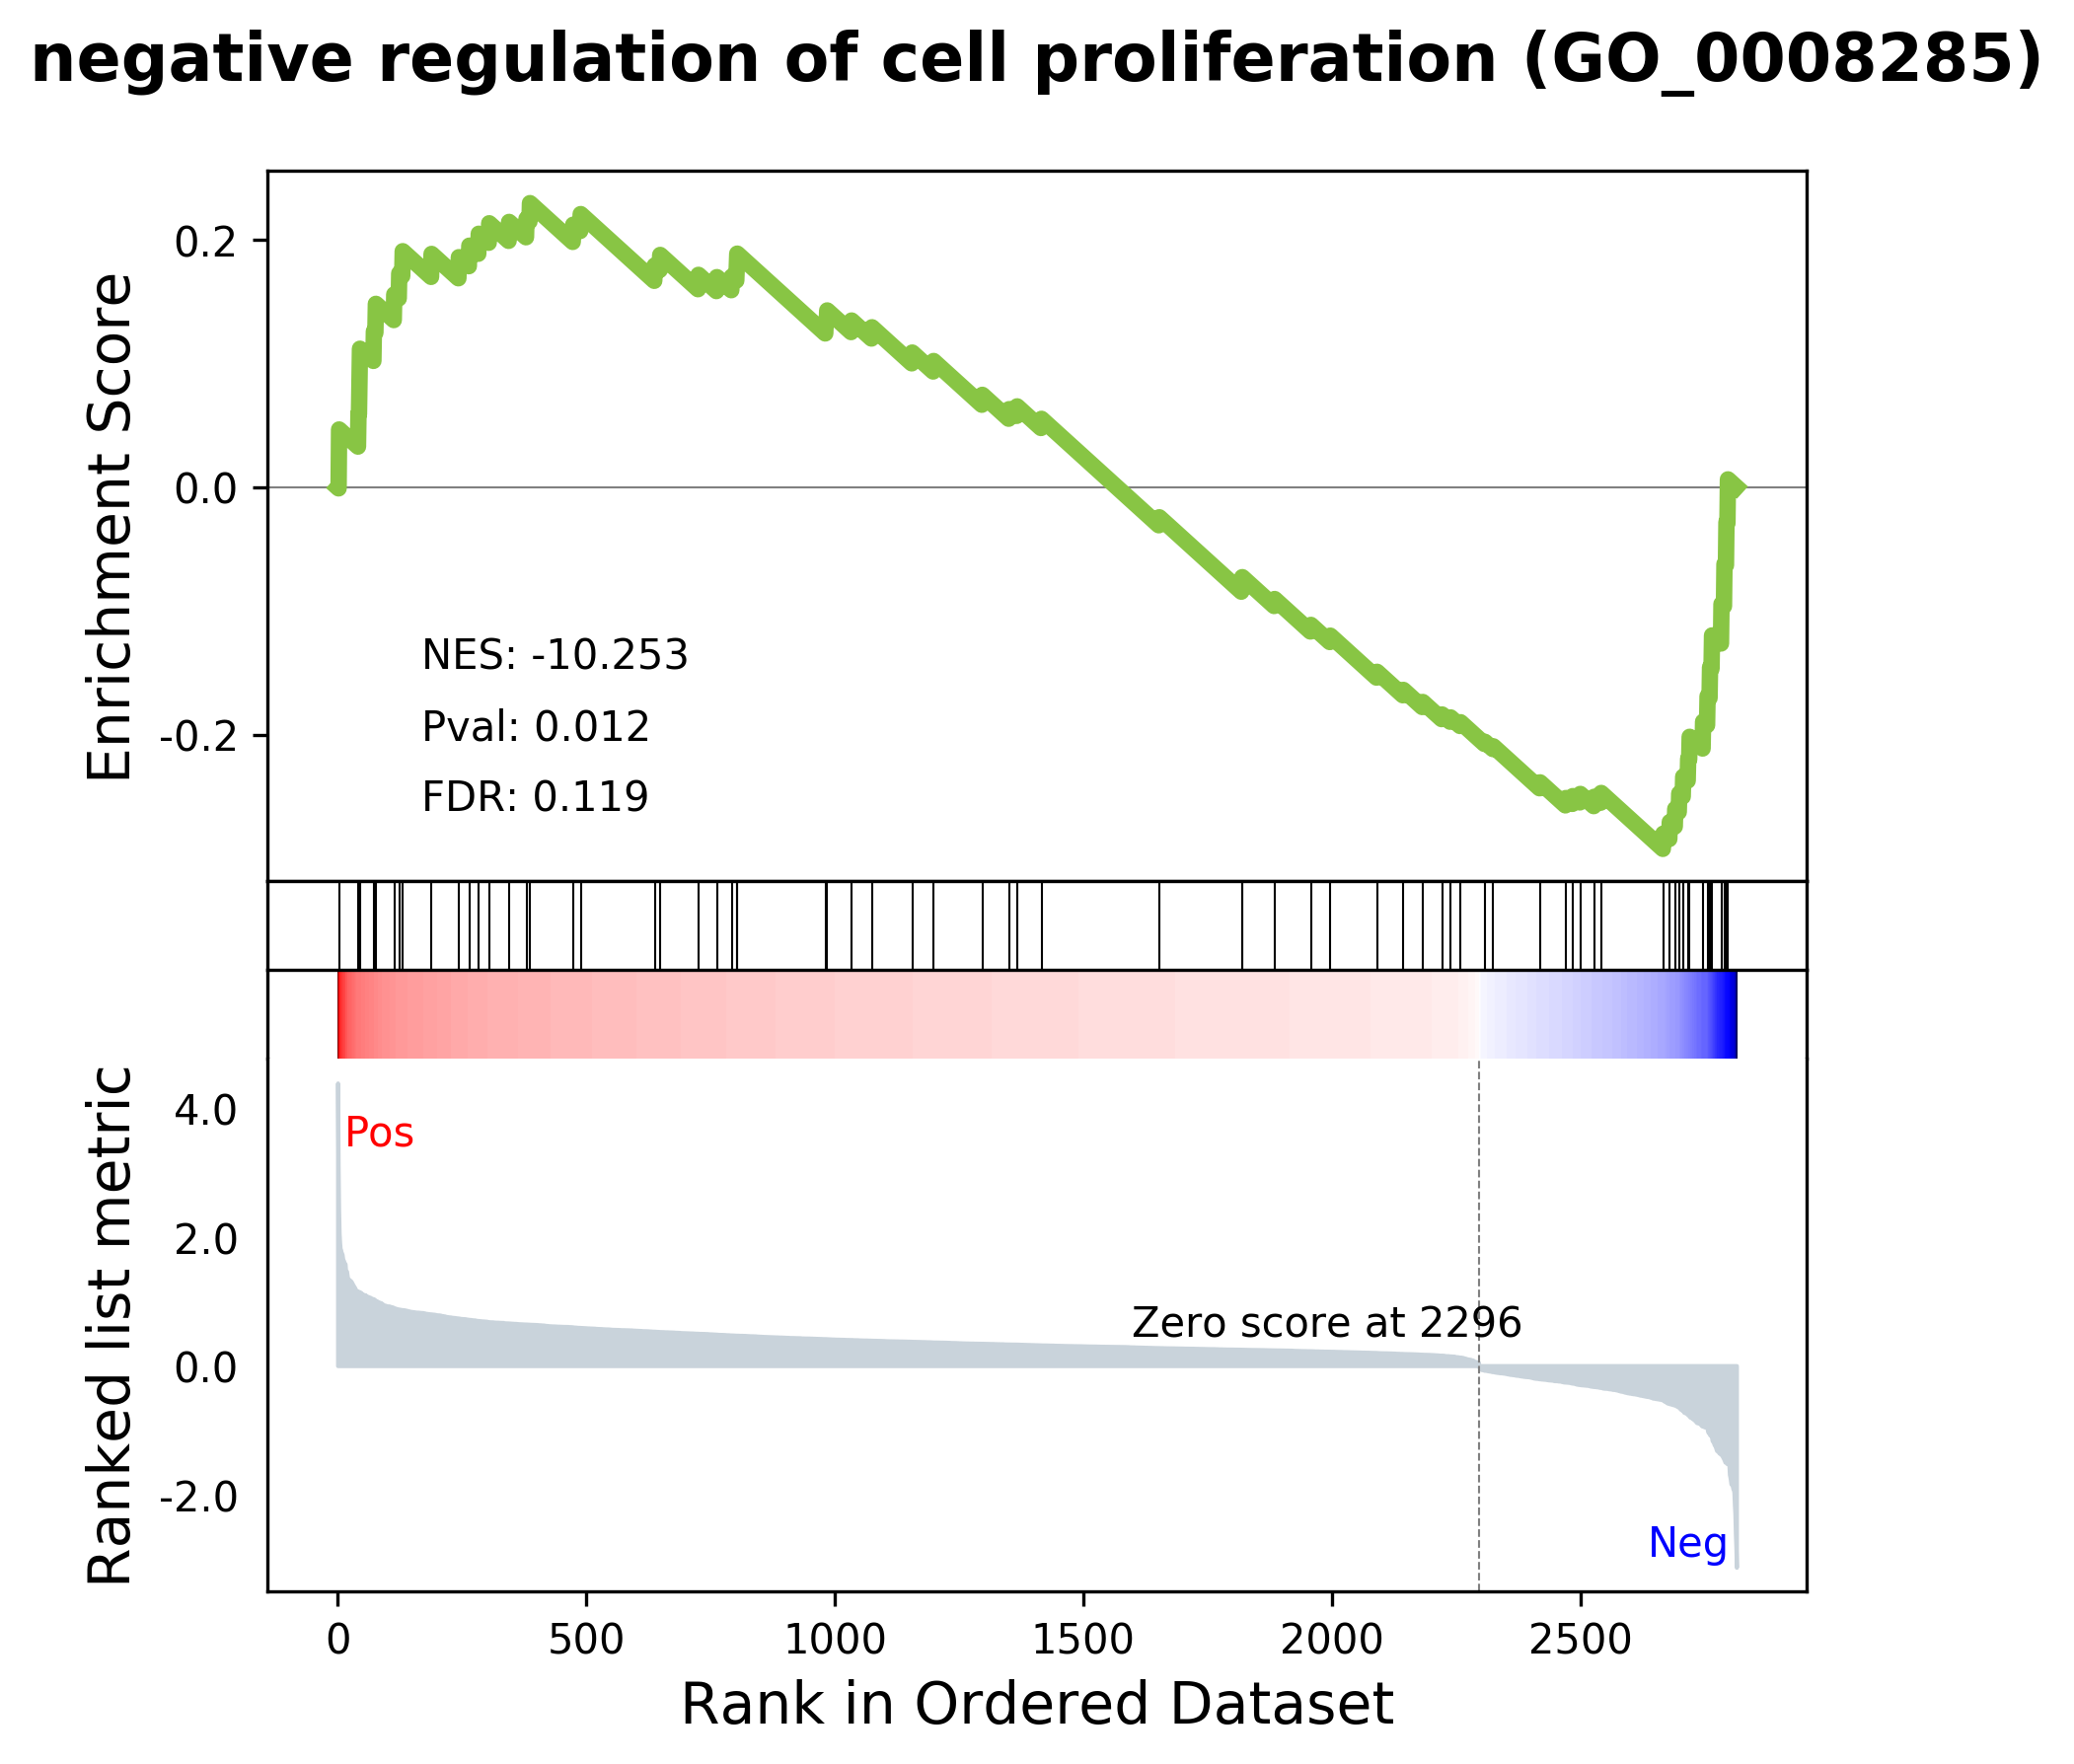 negative regulation of cell proliferation (GO_0008285)
Enrichment Score
0.2
0.0
-0.2
NES: -10.253
Pval: 0.012
FDR: 0.119
Ranked list metric
4.0
2.0
0.0
-2.0
Pos
Zero score at 2296
Neg
0 500 1000 1500 2000 2500
Rank in Ordered Dataset